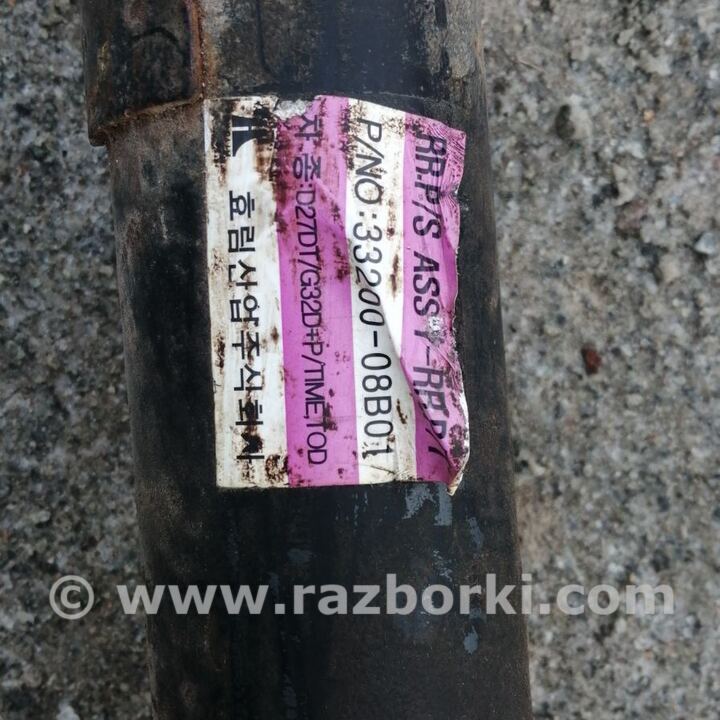 RR.P/S ASSY-RR,P/
P/NO:33200-08B01
차 종:D27DT/G32D+P/TIME TOD
효림산업주식회사
© www.razborki.com